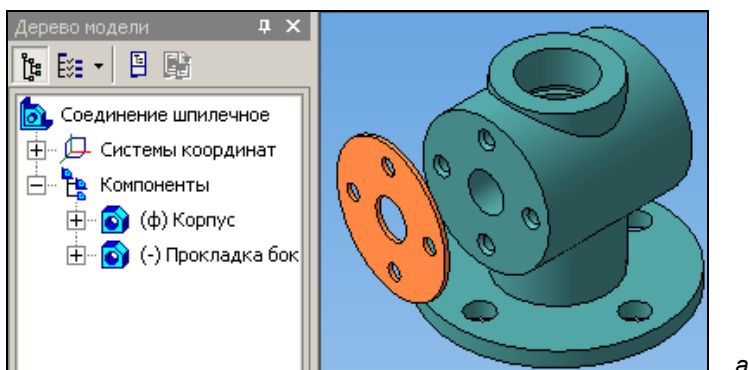 Дерево модели
Соединение шпилечное
Системы координат
Компоненты
(ф) Корпус
(-) Прокладка бок
а